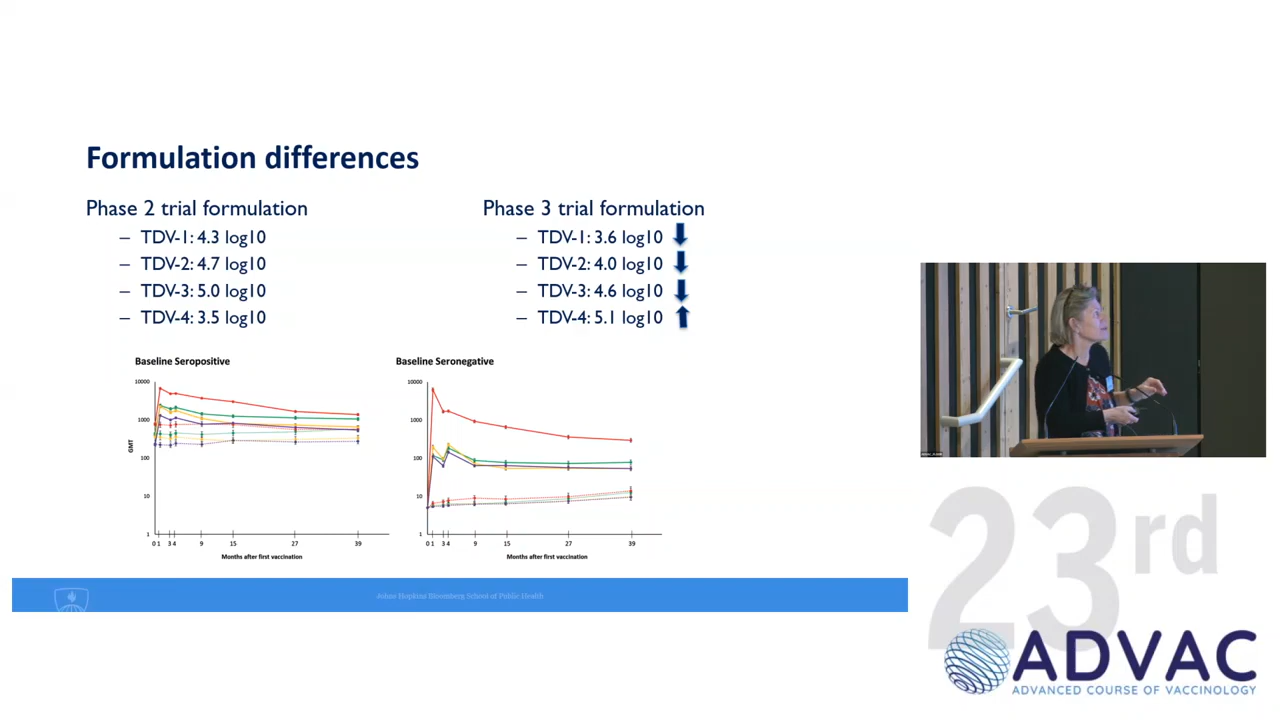 Formulation differences
Phase 2 trial formulation
– TDV-1: 4.3 log10
– TDV-2: 4.7 log10
– TDV-3: 5.0 log10
– TDV-4: 3.5 log10
Phase 3 trial formulation
– TDV-1: 3.6 log10
– TDV-2: 4.0 log10
– TDV-3: 4.6 log10
– TDV-4: 5.1 log10
Baseline Seropositive
10000
1000
100
10
1
GMT
0 1 3 4 9 15 27 39
Months after first vaccination
Baseline Seronegative
10000
1000
100
10
1
0 1 3 4 9 15 27 39
Months after first vaccination
Johns Hopkins Bloomberg School of Public Health
23rd
ADVAC
ADVANCED COURSE OF VACCINOLOGY